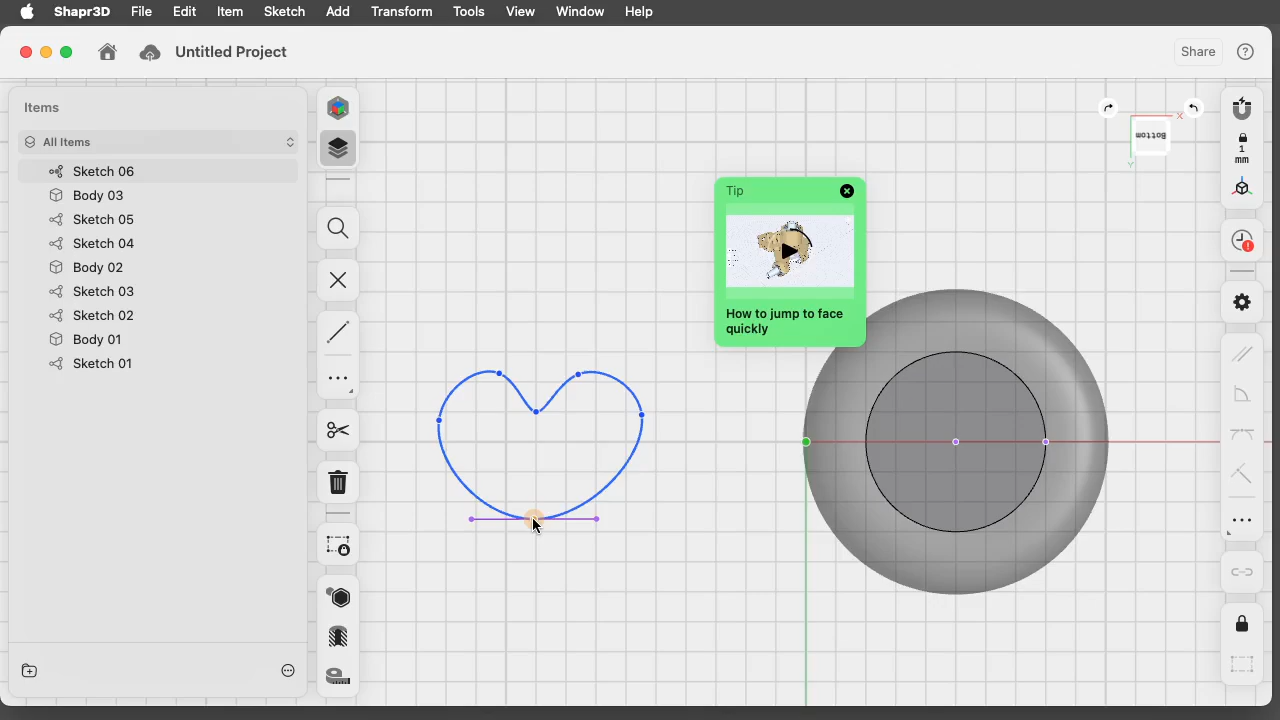 Shapr3D File Edit Item Sketch Add Transform Tools View Window Help
Untitled Project
Share
Items
All Items
Sketch 06
Body 03
Sketch 05
Sketch 04
Body 02
Sketch 03
Sketch 02
Body 01
Sketch 01
Tip
How to jump to face
quickly
X
Bottom
Y
1
mm